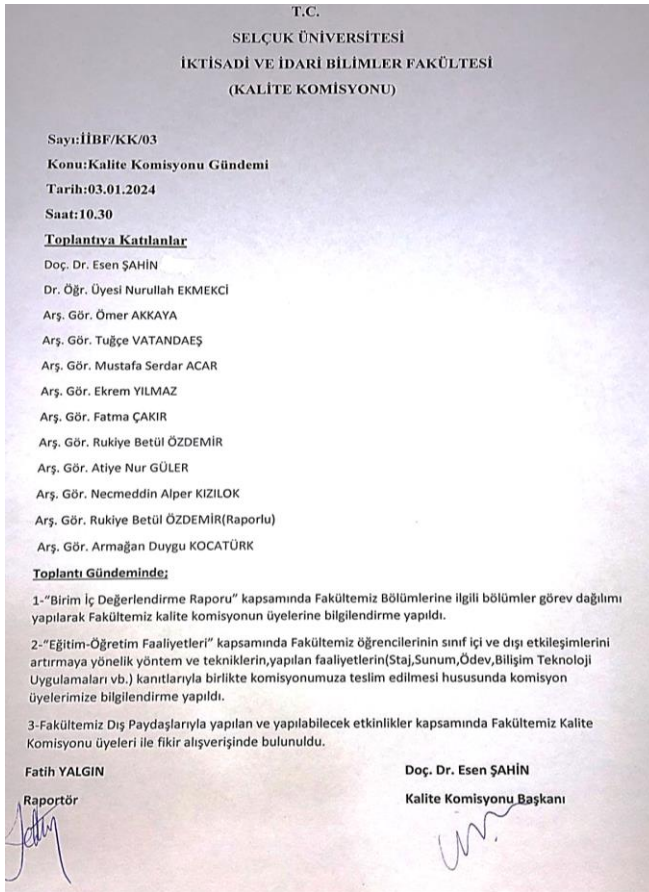 T.C.
SELÇUK ÜNİVERSİTESİ
İKTİSADİ VE İDARİ BİLİMLER FAKÜLTESİ
(KALİTE KOMİSYONU)
Sayı:İİBF/KK/03
Konu:Kalite Komisyonu Gündemi
Tarih:03.01.2024
Saat:10.30
Toplantıya Katılanlar
Doç. Dr. Esen ŞAHİN
Dr. Öğr. Üyesi Nurullah EKMEKCİ
Arş. Gör. Ömer AKKAYA
Arş. Gör. Tuğçe VATANDAEŞ
Arş. Gör. Mustafa Serdar ACAR
Arş. Gör. Ekrem YILMAZ
Arş. Gör. Fatma ÇAKIR
Arş. Gör. Rukiye Betül ÖZDEMİR
Arş. Gör. Atiye Nur GÜLER
Arş. Gör. Necmeddin Alper KIZILOK
Arş. Gör. Rukiye Betül ÖZDEMİR(Raporlu)
Arş. Gör. Armağan Duygu KOCATÜRK
Toplantı Gündeminde;
1-“Birim İç Değerlendirme Raporu” kapsamında Fakültemiz Bölümlerine ilgili bölümler görev dağılımı
yapılarak Fakültemiz kalite komisyonun üyelerine bilgilendirme yapıldı.
2-“Eğitim-Öğretim Faaliyetleri” kapsamında Fakültemiz öğrencilerinin sınıf içi ve dışı etkileşimlerini
artırmaya yönelik yöntem ve tekniklerin,yapılan faaliyetlerin(Staj,Sunum,Ödev,Bilişim Teknoloji
Uygulamaları vb.) kanıtlarıyla birlikte komisyonumuza teslim edilmesi hususunda komisyon
üyelerimize bilgilendirme yapıldı.
3-Fakültemiz Dış Paydaşlarıyla yapılan ve yapılabilecek etkinlikler kapsamında Fakültemiz Kalite
Komisyonu üyeleri ile fikir alışverişinde bulunuldu.
Fatih YALGIN
Doç. Dr. Esen ŞAHİN
Raportör
Kalite Komisyonu Başkanı